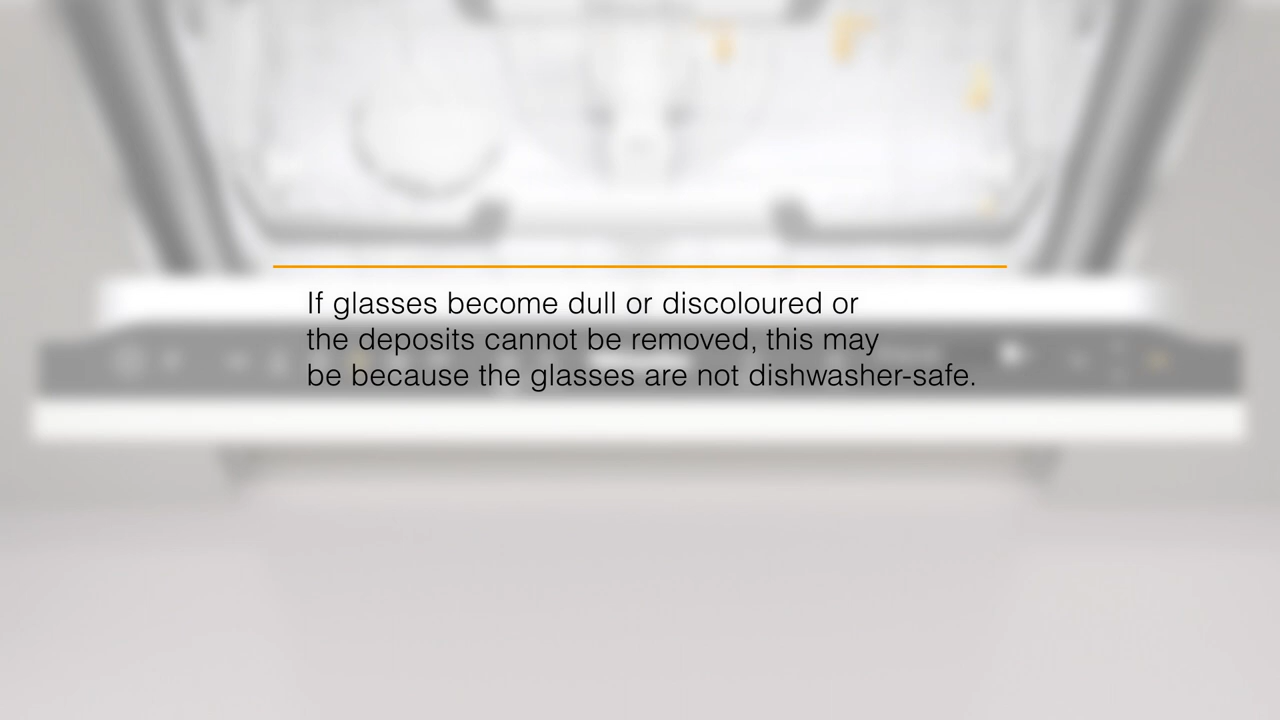 If glasses become dull or discoloured or
the deposits cannot be removed, this may
be because the glasses are not dishwasher-safe.